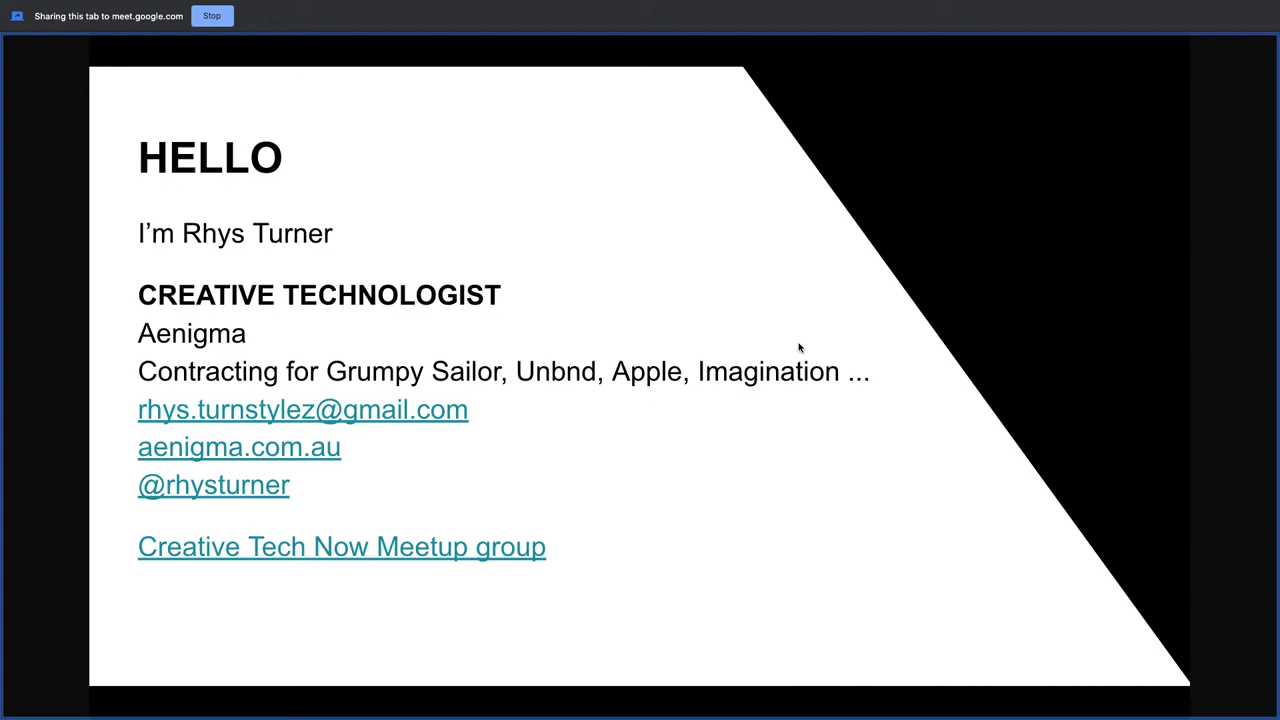 Sharing this tab to meet.google.com
Stop
HELLO
I’m Rhys Turner
CREATIVE TECHNOLOGIST
Aenigma
Contracting for Grumpy Sailor, Unbnd, Apple, Imagination ...
rhys.turnstylez@gmail.com
aenigma.com.au
@rhysturner
Creative Tech Now Meetup group